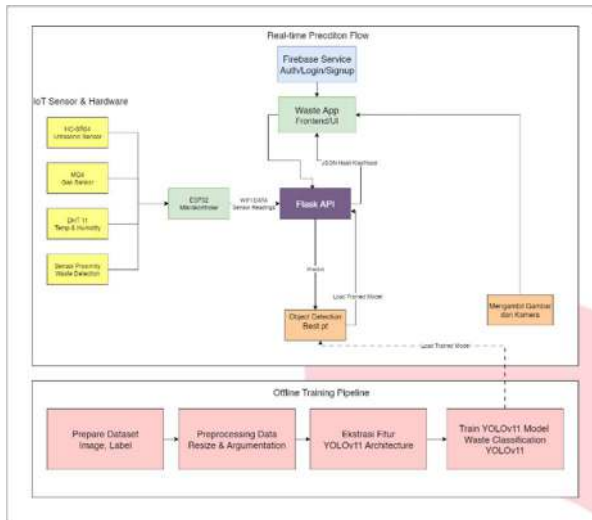 Real-time Precditon Flow
Firebase Service
Auth/Login/Signup
IoT Sensor & Hardware
Waste App
Frontend/UI
HC-SR04
Ultrasonic Sensor
MQ4
Gas Sensor
DHT 11
Temp & Humidity
Sensor Proximity
Waste Detection
ESP32
Mikrokontroler
WIFI DATA
Sensor Readings
Flask API
JSON Hasil Klasifikasi
Predict
Load Trained Model
Object Detection
Best.pt
Mengambil Gambar
dari Kamera
Load Trained Model
Offline Training Pipeline
Prepare Dataset
Image, Label
Preprocessing Data
Resize & Argumentation
Ekstrasi Fitur
YOLOv11 Architecture
Train YOLOv11 Model
Waste Classification
YOLOv11